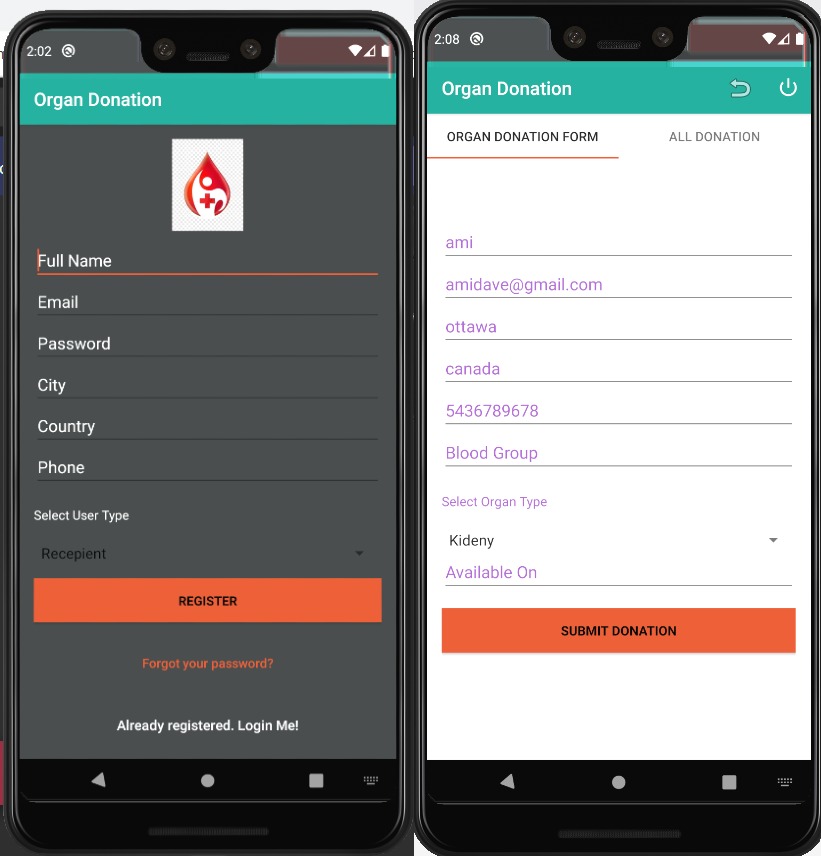 2:02
Organ Donation
Full Name
Email
Password
City
Country
Phone
Select User Type
Recepient
REGISTER
Forgot your password?
Already registered. Login Me!
2:08
Organ Donation
ORGAN DONATION FORM
ALL DONATION
ami
amidave@gmail.com
ottawa
canada
5436789678
Blood Group
Select Organ Type
Kideny
Available On
SUBMIT DONATION